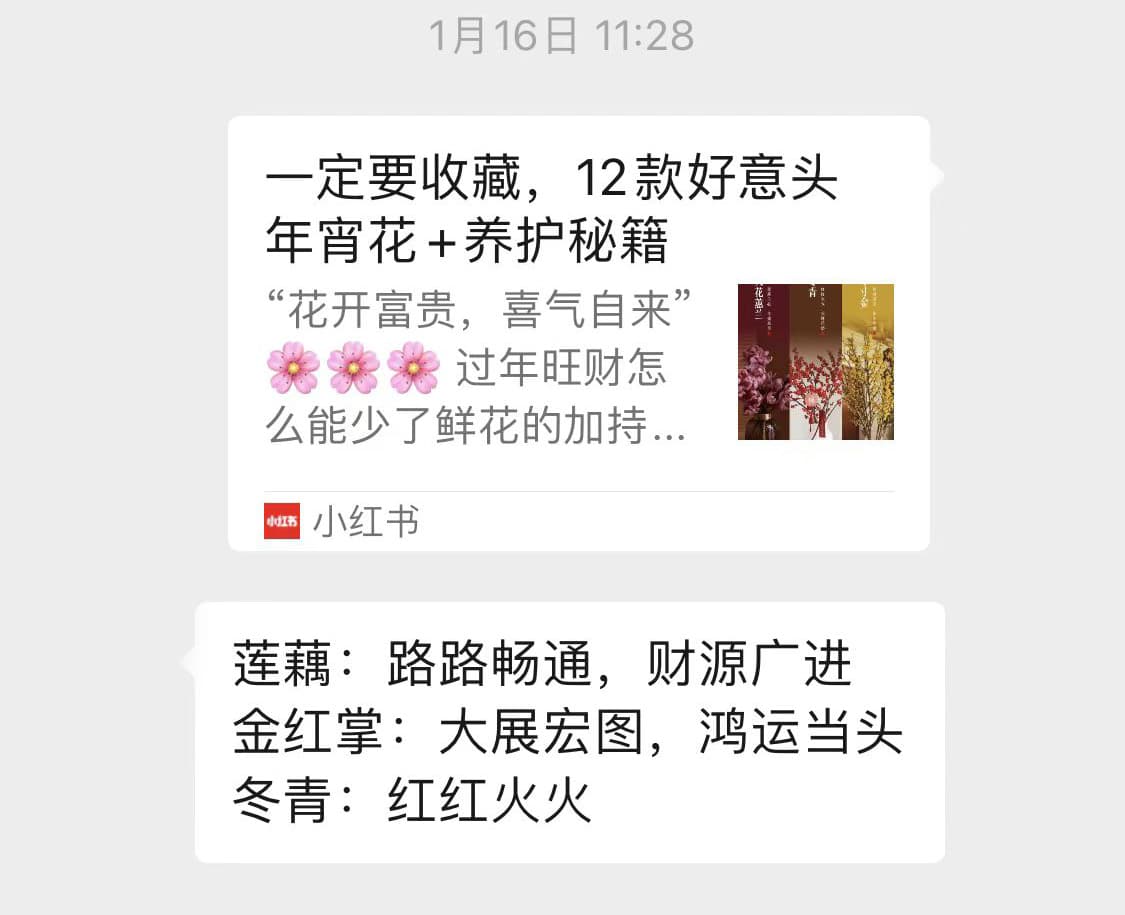 1月16日 11:28
一定要收藏，12款好意头
年宵花+养护秘籍
“花开富贵，喜气自来”
🌸🌸🌸 过年旺财怎
么能少了鲜花的加持...
小红书
小红书
莲藕：路路畅通，财源广进
金红掌：大展宏图，鸿运当头
冬青：红红火火